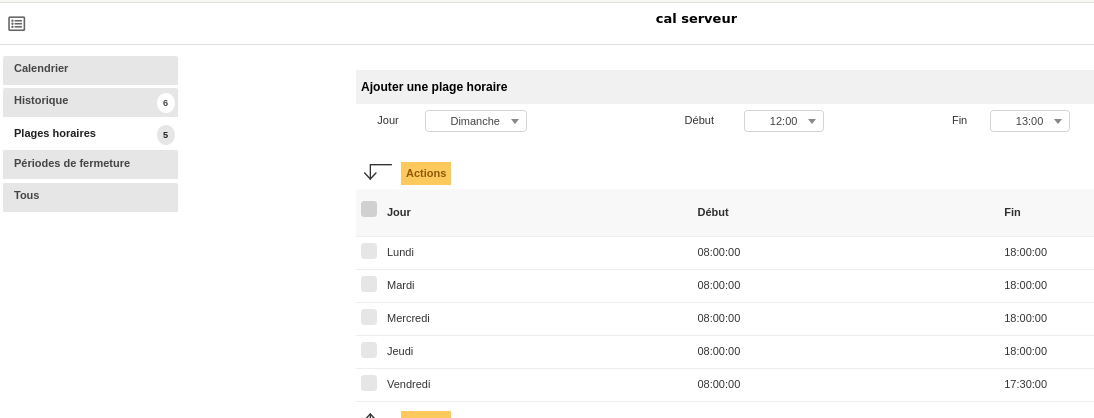 cal serveur
Calendrier
Historique 6
Plages horaires 5
Périodes de fermeture
Tous
Ajouter une plage horaire
Jour Dimanche Début 12:00 Fin 13:00
Actions
Jour Début Fin
Lundi 08:00:00 18:00:00
Mardi 08:00:00 18:00:00
Mercredi 08:00:00 18:00:00
Jeudi 08:00:00 18:00:00
Vendredi 08:00:00 17:30:00